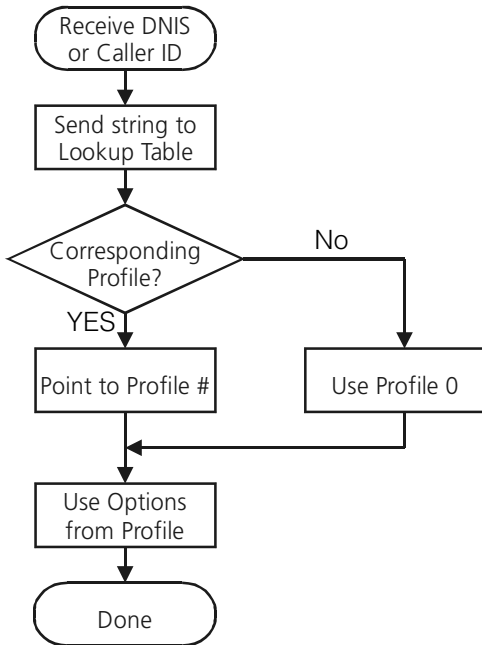 Receive DNIS
or Caller ID
Send string to
Lookup Table
Corresponding
Profile?
No
YES
Point to Profile #
Use Profile 0
Use Options
from Profile
Done